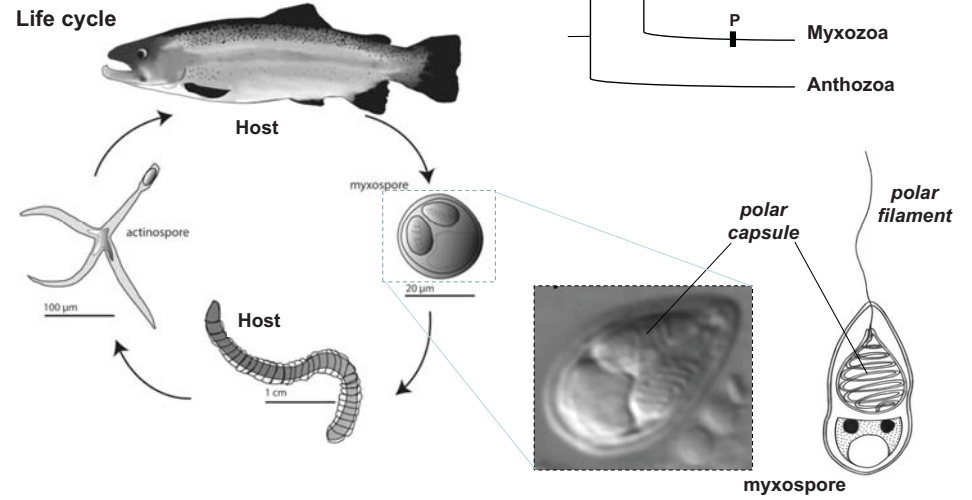 Life cycle
P
Myxozoa
Anthozoa
Host
myxospore
actinospore
polar
capsule
polar
filament
20 µm
100 µm
Host
1 cm
myxospore